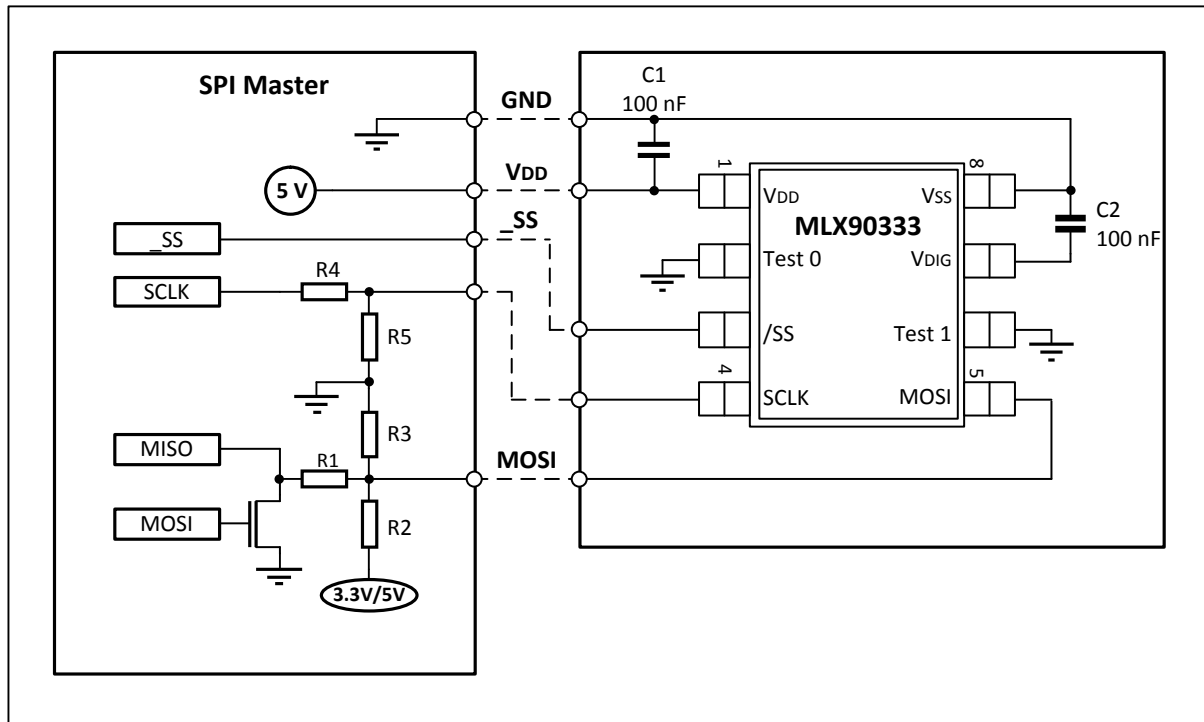 SPI Master
GND
5 V
VDD
_SS
_SS
SCLK
R4
R5
R3
MISO
R1
MOSI
MOSI
R2
3.3V/5V
C1
100 nF
1
8
VDD
VSS
MLX90333
C2
100 nF
Test 0
VDIG
/SS
Test 1
4
5
SCLK
MOSI